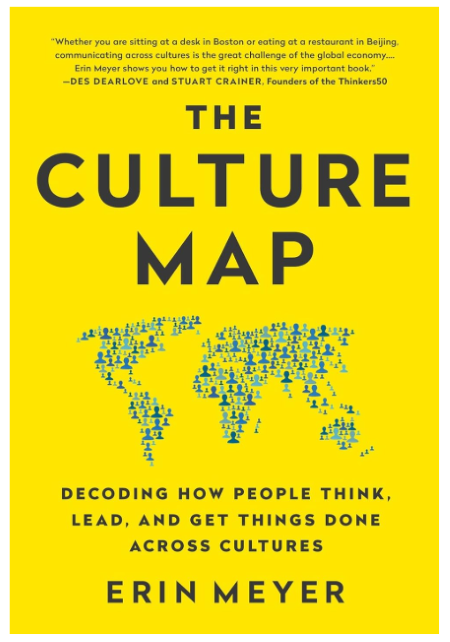 "Whether you are sitting at a desk in Boston or eating at a restaurant in Beijing,
communicating across cultures is the great challenge of the global economy....
Erin Meyer shows you how to get it right in this very important book."
—DES DEARLOVE and STUART CRAINER, Founders of the Thinkers50
THE
CULTURE
MAP
DECODING HOW PEOPLE THINK,
LEAD, AND GET THINGS DONE
ACROSS CULTURES
ERIN MEYER